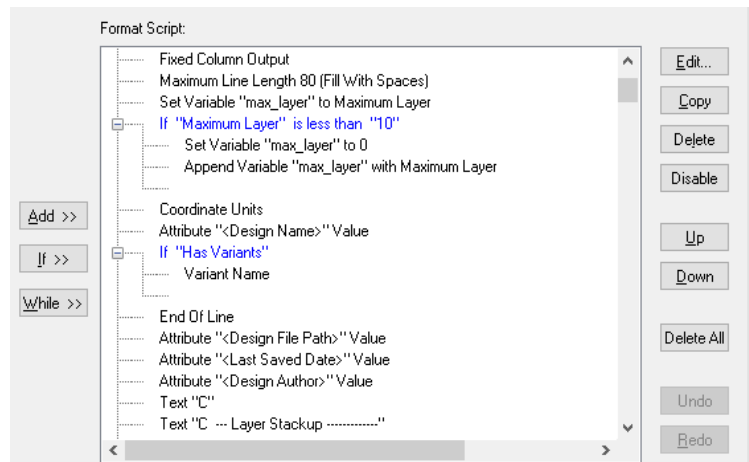 Format Script:
Fixed Column Output
Maximum Line Length 80 (Fill With Spaces)
Set Variable "max_layer" to Maximum Layer
If "Maximum Layer" is less than "10"
Set Variable "max_layer" to 0
Append Variable "max_layer" with Maximum Layer
Coordinate Units
Attribute "<Design Name>" Value
If "Has Variants"
Variant Name
End Of Line
Attribute "<Design File Path>" Value
Attribute "<Last Saved Date>" Value
Attribute "<Design Author>" Value
Text "C"
Text "C --- Layer Stackup -------------"
Add >>
If >>
While >>
Edit...
Copy
Delete
Disable
Up
Down
Delete All
Undo
Redo